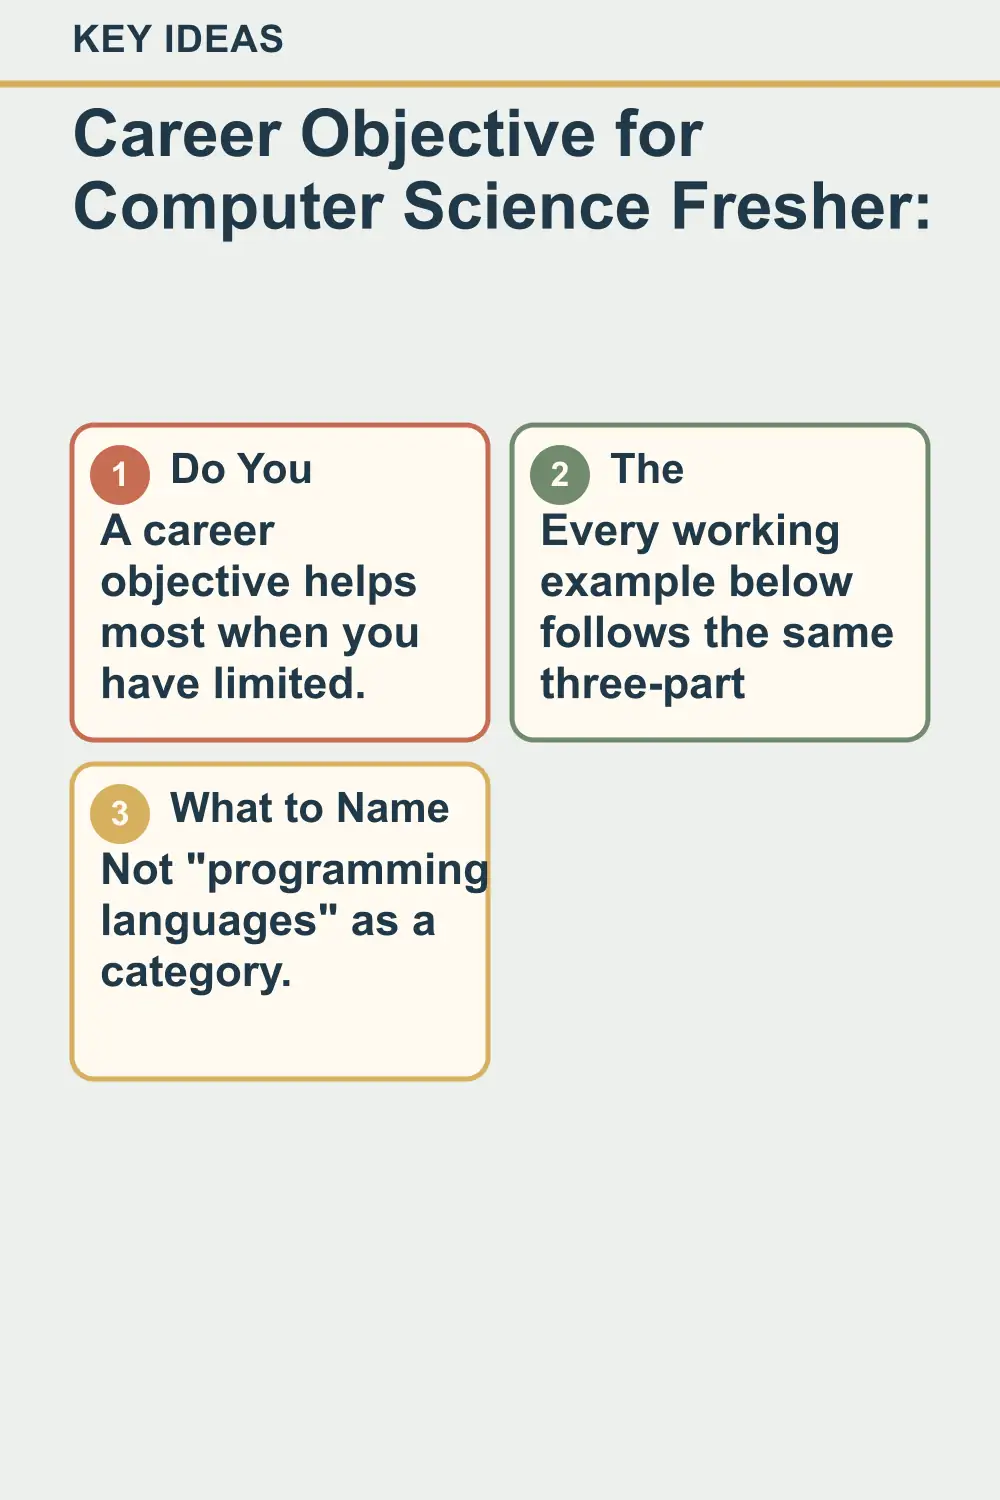 KEY IDEAS
Career Objective for
Computer Science Fresher:
1 Do You
A career
objective helps
most when you
have limited.
2 The
Every working
example below
follows the same
three-part
3 What to Name
Not "programming
languages" as a
category.